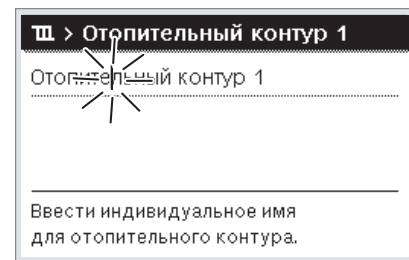 > Отопительный контур 1
Отопительный контур 1
Ввести индивидуальное имя
для отопительного контура.